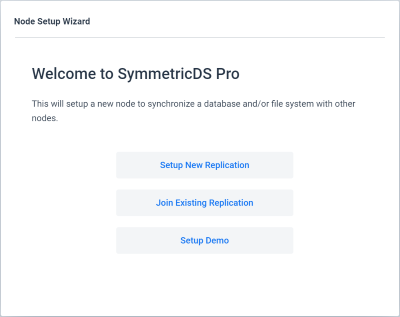 Node Setup Wizard
Welcome to SymmetricDS Pro
This will setup a new node to synchronize a database and/or file system with other
nodes.
Setup New Replication
Join Existing Replication
Setup Demo